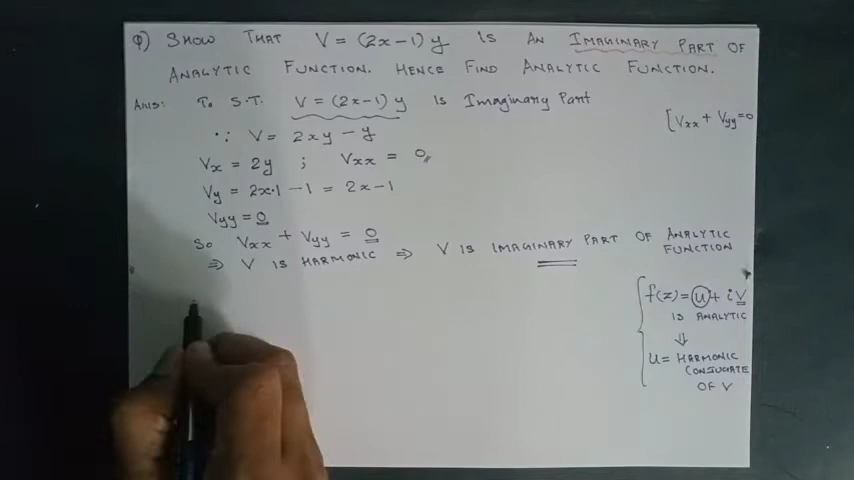 Q) SHOW THAT V = (2x-1) y IS AN IMAGINARY PART OF
ANALYTIC FUNCTION. HENCE FIND ANALYTIC FUNCTION.
Ans: To S.T. V = (2x-1) y is Imaginary Part
[Vxx + Vyy = 0
∵ V = 2xy - y
Vx = 2y ; Vxx = 0
Vy = 2x·1 - 1 = 2x-1
Vyy = 0
So Vxx + Vyy = 0
⇒ V IS HARMONIC ⇒ V IS IMAGINARY PART OF ANALYTIC FUNCTION
{ f(z) = u + iV
IS ANALYTIC
⇓
u = HARMONIC
CONJUGATE
OF V